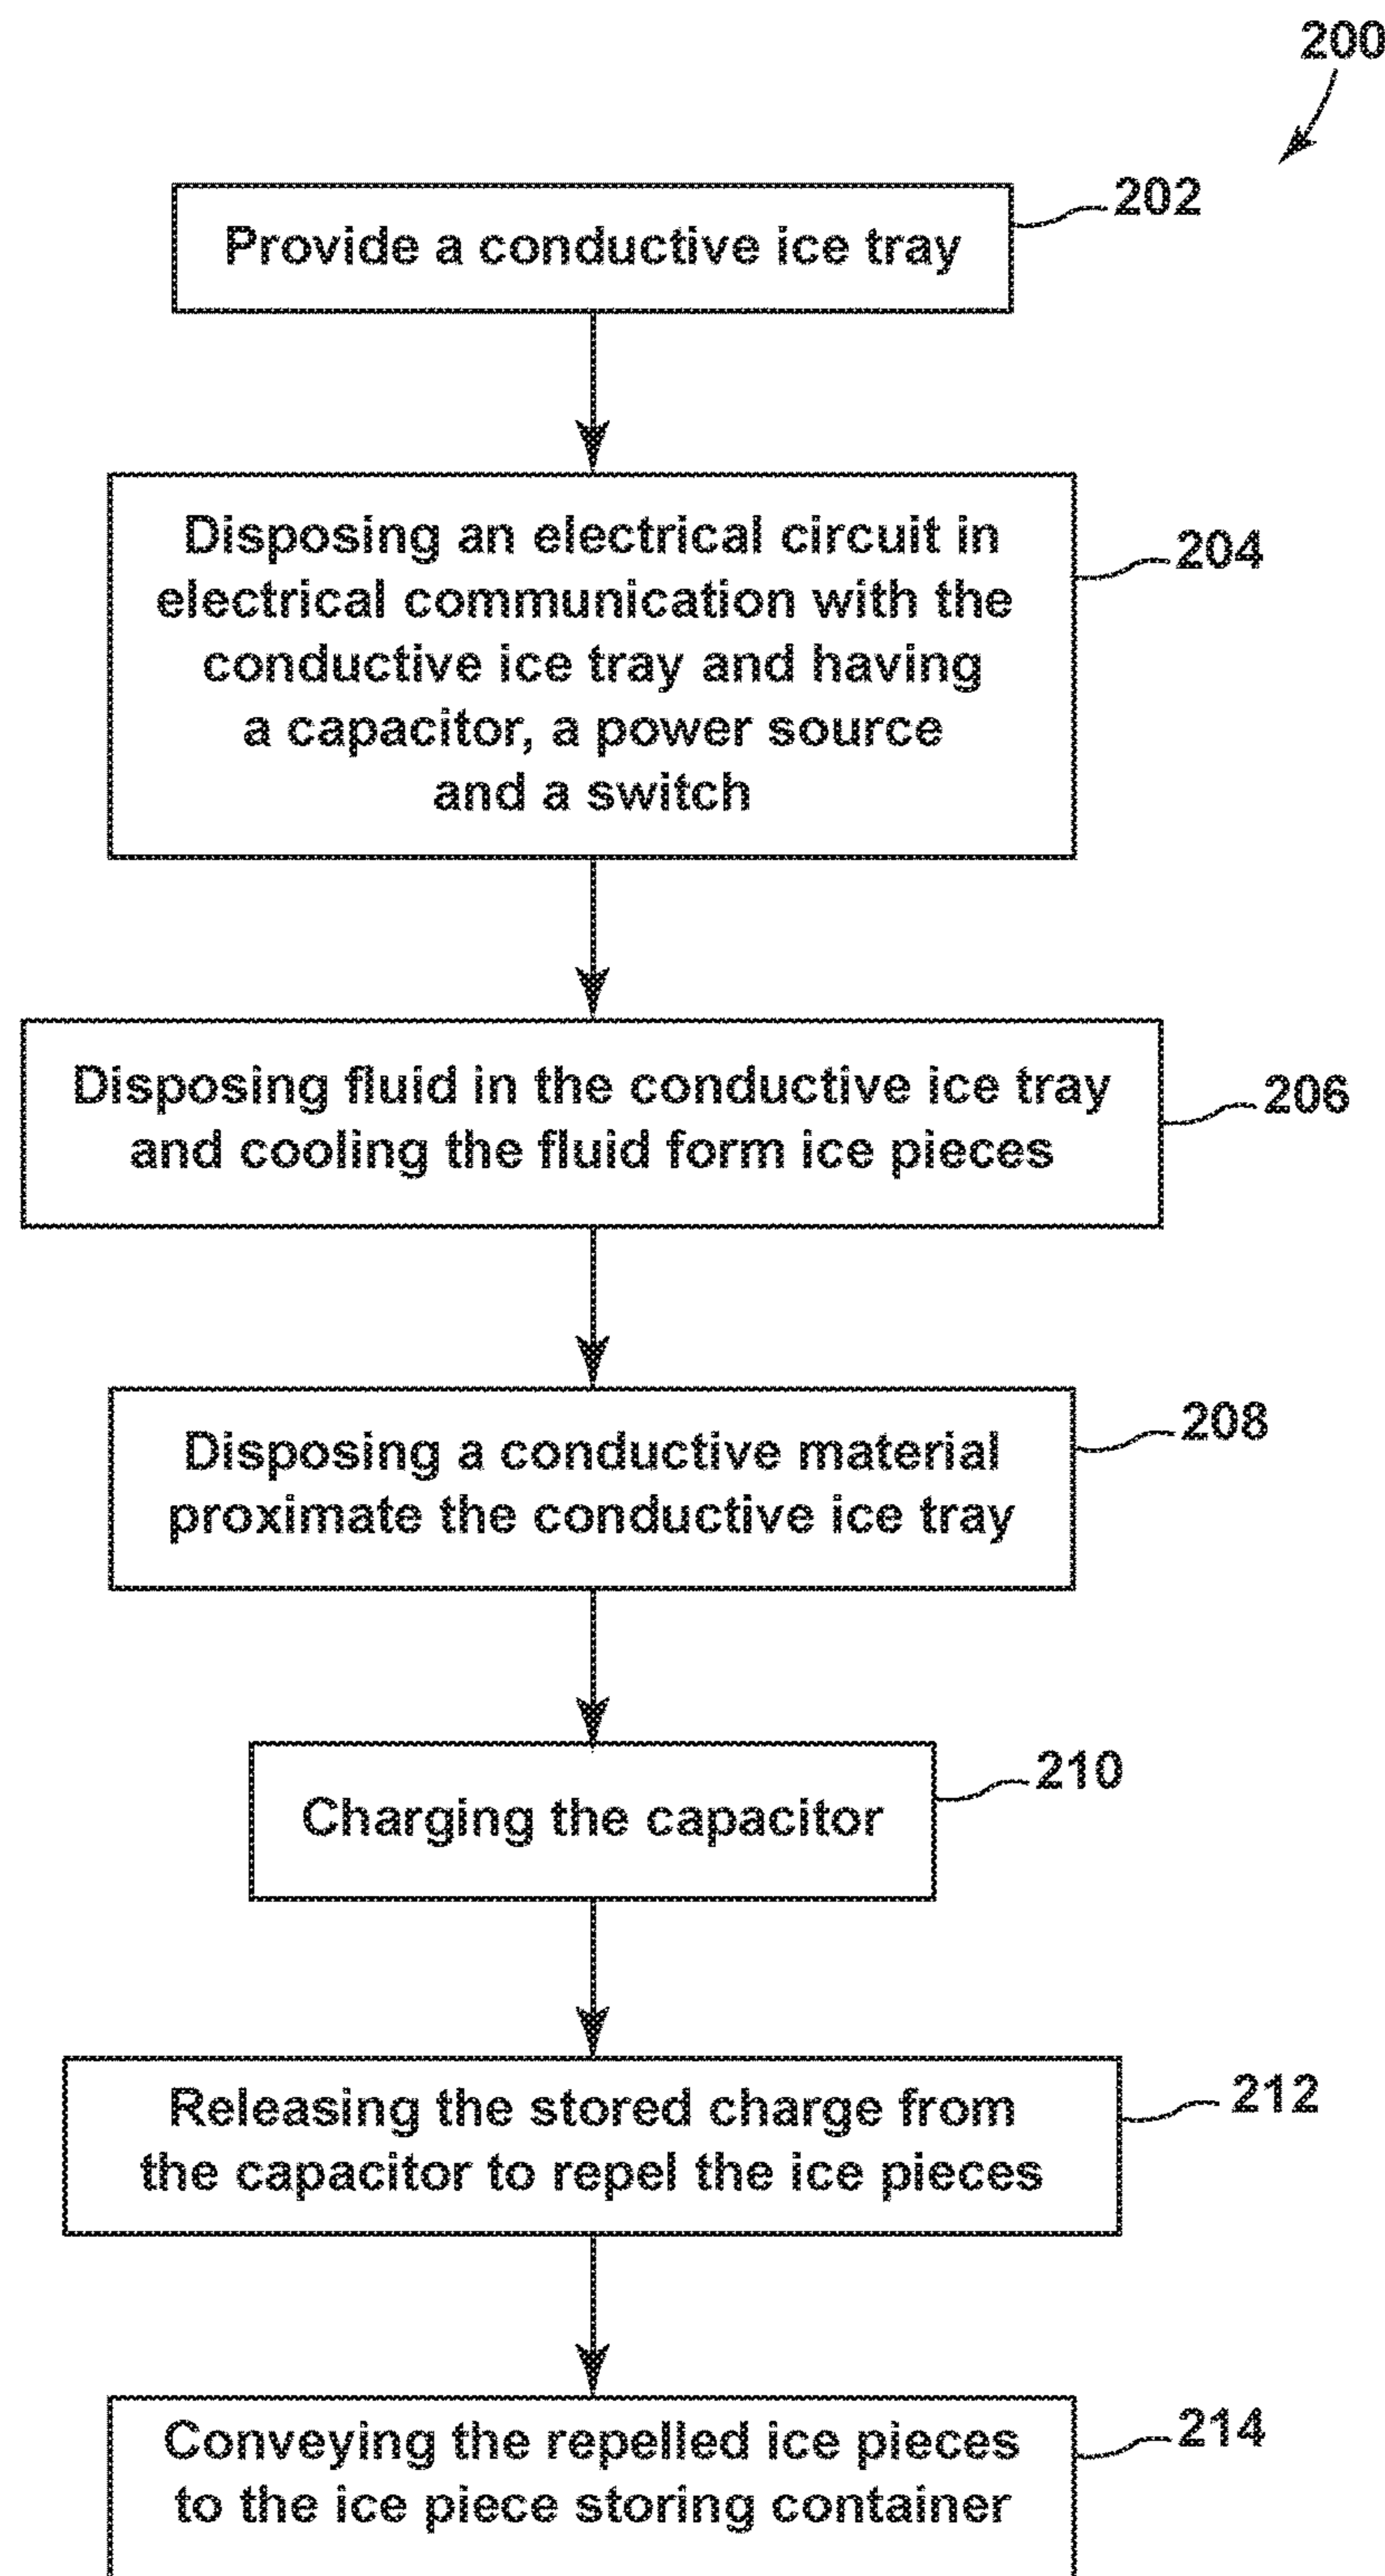 200
202
Provide a conductive ice tray
Disposing an electrical circuit in
204
electrical communication with the
conductive ice tray and having
a capacitor, a power source
and a switch
Disposing fluid in the conductive ice tray
206
and cooling the fluid form ice pieces
208
Disposing a conductive material
proximate the conductive ice tray
210
Charging the capacitor
Releasing the stored charge from
212
the capacitor to repel the ice pieces
Conveying the repelled ice pieces
214
to the ice piece storing container